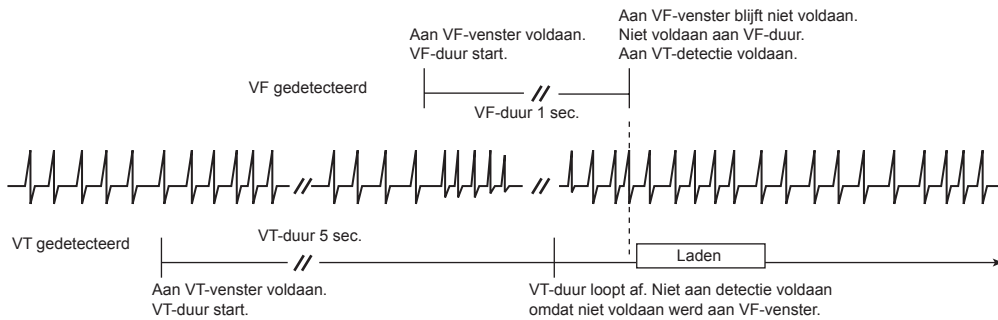 Aan VF-venster voldaan.
VF-duur start.
Aan VF-venster blijft niet voldaan.
Niet voldaan aan VF-duur.
Aan VT-detectie voldaan.
VF gedetecteerd
VF-duur 1 sec.
VT gedetecteerd
VT-duur 5 sec.
Laden
Aan VT-venster voldaan.
VT-duur start.
VT-duur loopt af. Niet aan detectie voldaan
omdat niet voldaan werd aan VF-venster.